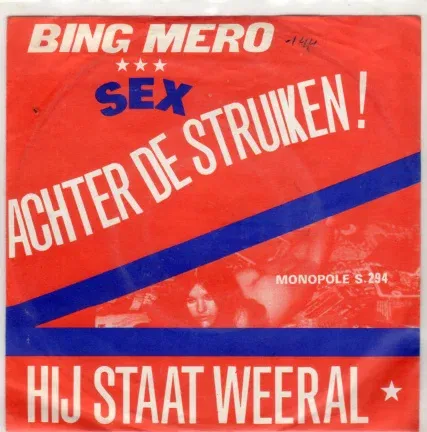 BING MERO
★★★
SEX
ACHTER DE STRUIKEN!
MONOPOLE S.294
HIJ STAAT WEERAL ★